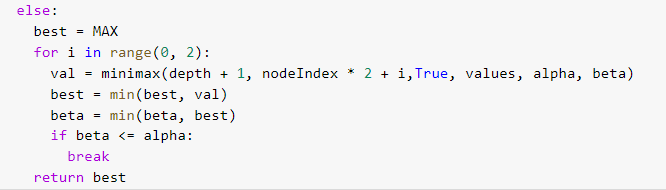 else:
best = MAX
for i in range(0, 2):
val = minimax(depth + 1, nodeIndex * 2 + i,True, values, alpha, beta)
best = min(best, val)
beta = min(beta, best)
if beta <= alpha:
break
return best